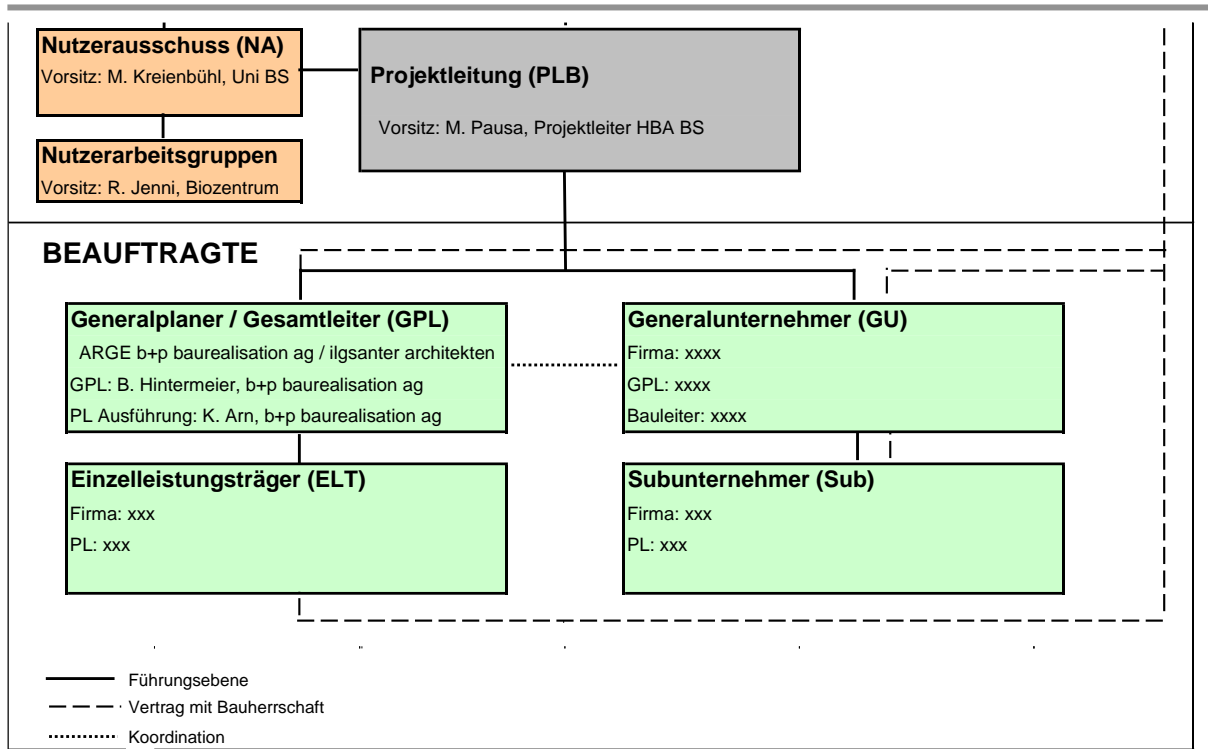 Nutzerausschuss (NA)
Vorsitz: M. Kreienbühl, Uni BS
Projektleitung (PLB)
Vorsitz: M. Pausa, Projektleiter HBA BS
Nutzerarbeitsgruppen
Vorsitz: R. Jenni, Biozentrum
BEAUFTRAGTE
Generalplaner / Gesamtleiter (GPL)
ARGE b+p baurealisation ag / ilgsanter architekten
GPL: B. Hintermeier, b+p baurealisation ag
PL Ausführung: K. Arn, b+p baurealisation ag
Generalunternehmer (GU)
Firma: xxxx
GPL: xxxx
Bauleiter: xxxx
Einzelleistungsträger (ELT)
Firma: xxx
PL: xxx
Subunternehmer (Sub)
Firma: xxx
PL: xxx
Führungsebene
Vertrag mit Bauherrschaft
Koordination